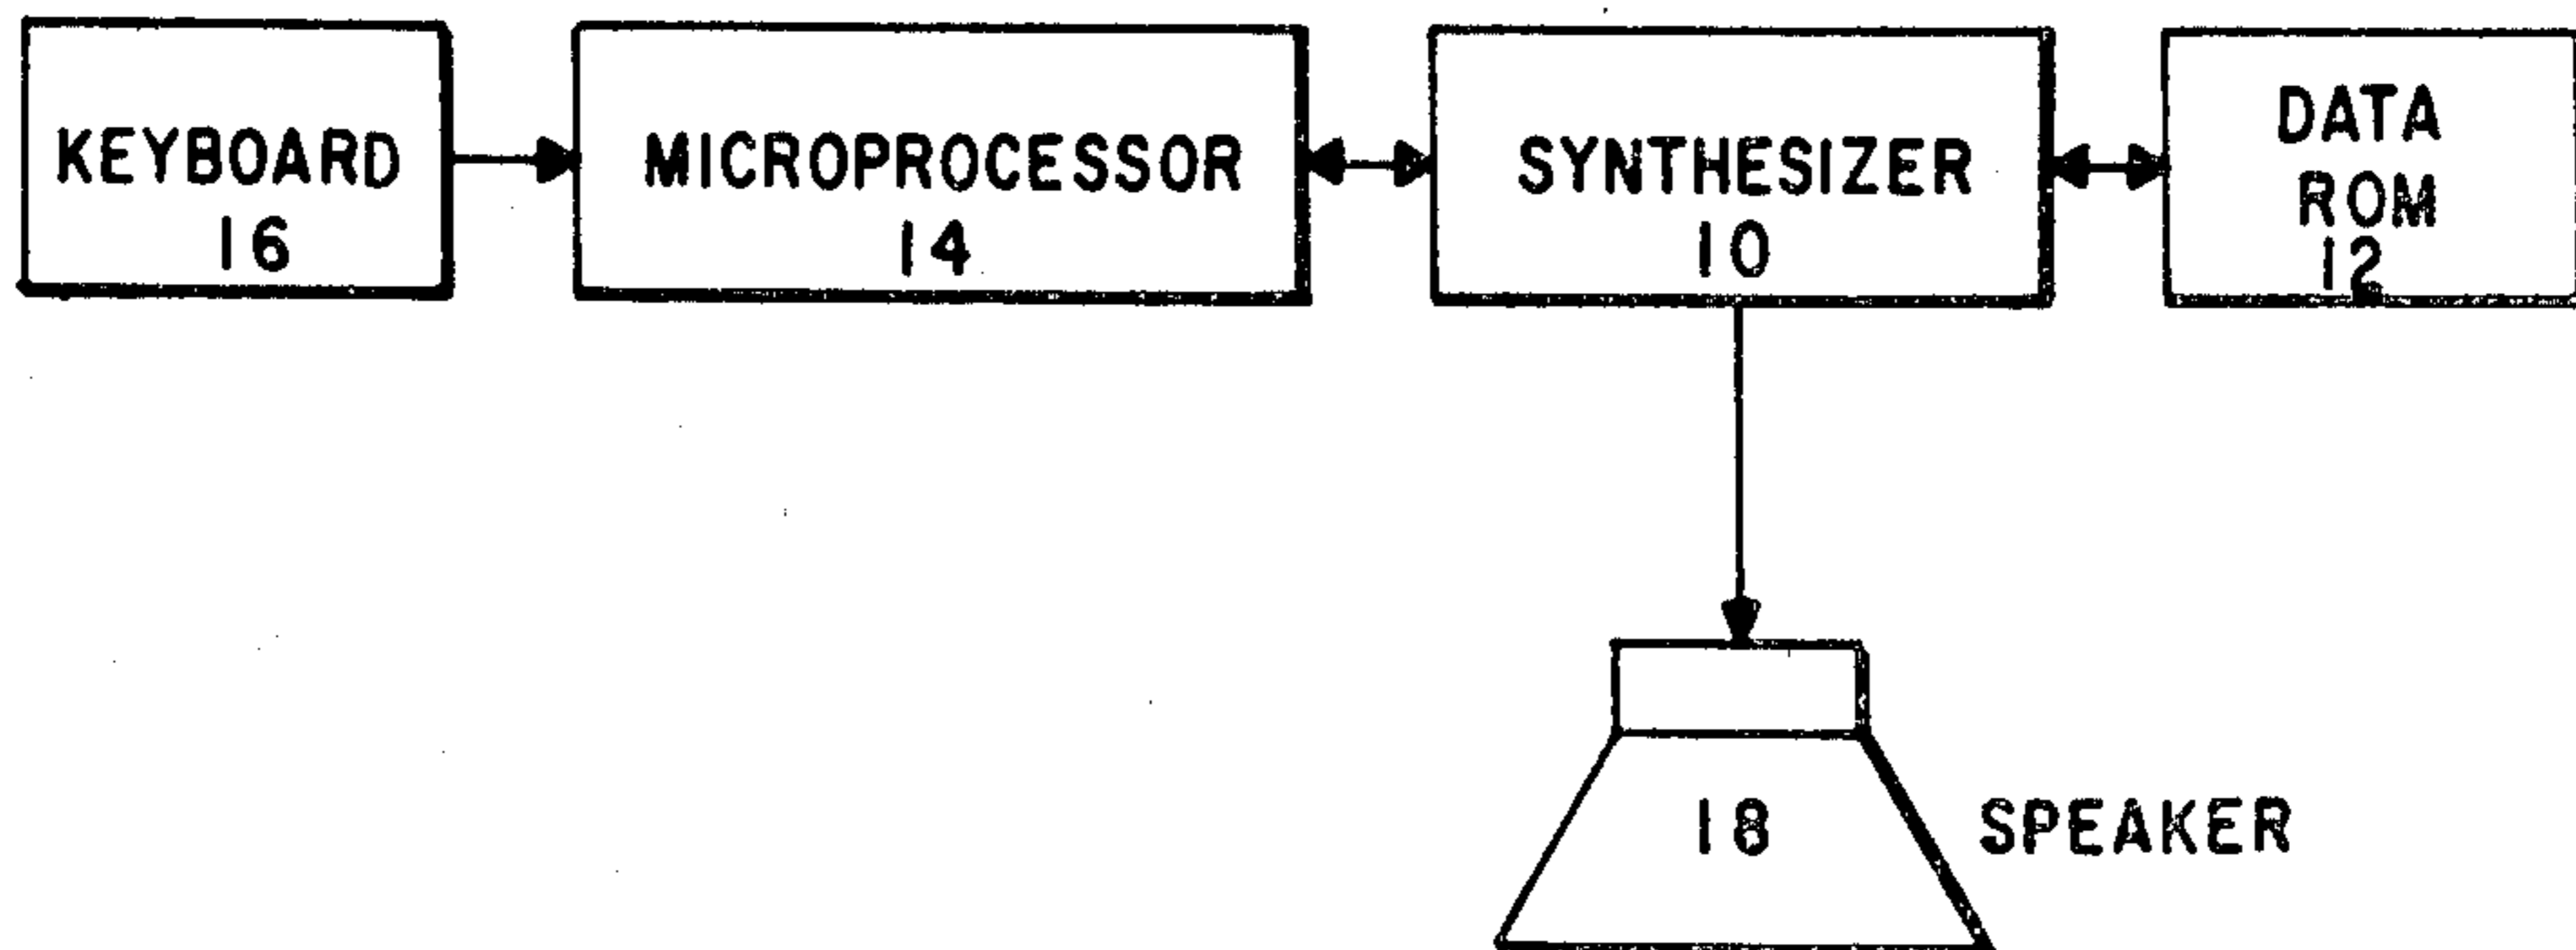 KEYBOARD
16
MICROPROCESSOR
14
SYNTHESIZER
10
DATA
ROM
12
18
SPEAKER